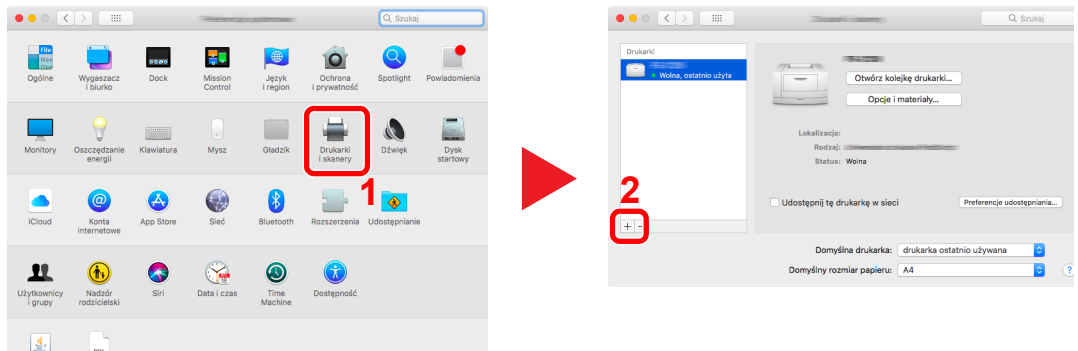 Szukaj
Ogólne
Wygaszacz
i biurko
Dock
Mission
Control
Język
i region
Ochrona
i prywatność
Spotlight
Powiadomienia
Monitory
Oszczędzanie
energii
Klawiatura
Mysz
Gładzik
Drukarki
i skanery
Dźwięk
Dysk
startowy
1
iCloud
Konta
internetowe
App Store
Sieć
Bluetooth
Rozszerzenia
Udostępnianie
Użytkownicy
i grupy
Nadzór
rodzicielski
Siri
Data i czas
Time
Machine
Dostępność
Szukaj
Drukarki
Wolna, ostatnio użyta
Otwórz kolejkę drukarki...
Opcje i materiały...
Lokalizacja:
Rodzaj:
Status: Wolna
2
+ −
Udostępnij tę drukarkę w sieci
Preferencje udostępniania...
Domyślna drukarka: drukarka ostatnio używana
Domyślny rozmiar papieru: A4
?